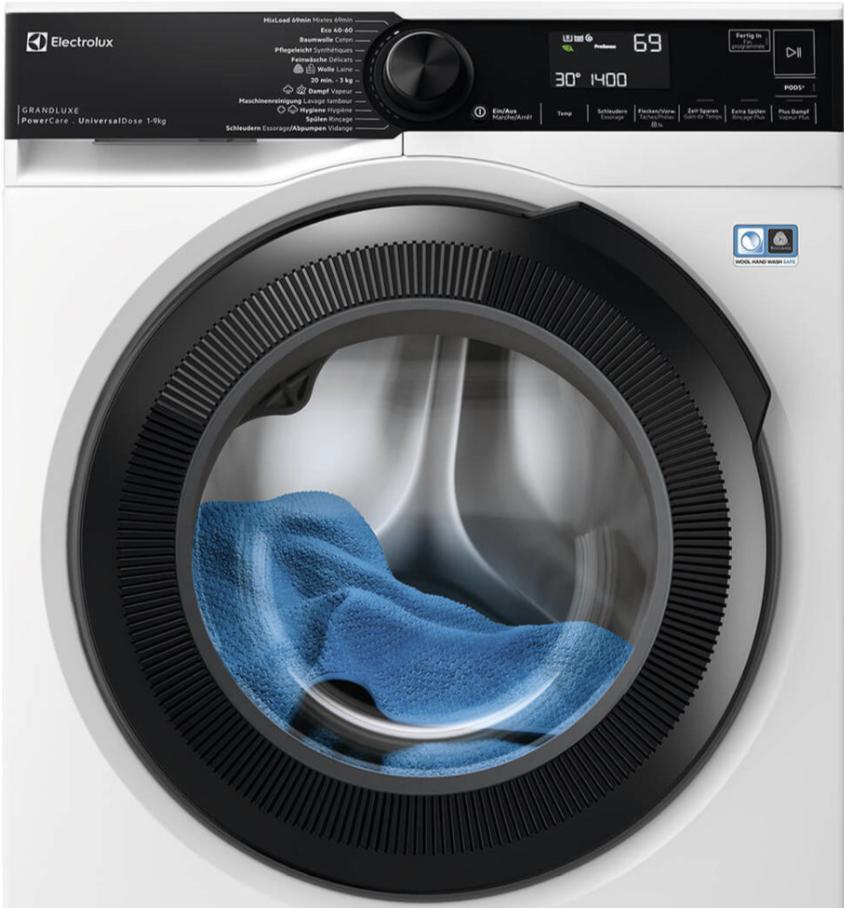 Electrolux
GRANDLUXE
PowerCare . UniversalDose 1-9kg
MixLoad 69min Mixtes 69min
Eco 40-60
Baumwolle Coton
Pflegeleicht Synthétiques
Feinwäsche Délicats
Wolle Laine
20 min. - 3 kg
Dampf Vapeur
Maschinenreinigung Lavage tambour
Hygiene Hygiène
Spülen Rinçage
Schleudern Essorage/Abpumpen Vidange
69
30° 1400
Ein/Aus
Marche/Arrêt
Temp
Schleudern
Essorage
Flecken/Vorw.
Taches/Prélav.
Zeit Sparen
Gain de Temps
Extra Spülen
Rinçage Plus
Plus Dampf
Vapeur Plus
Fertig In
Fin
programmée
PODS
WOOL HAND WASH SAFE